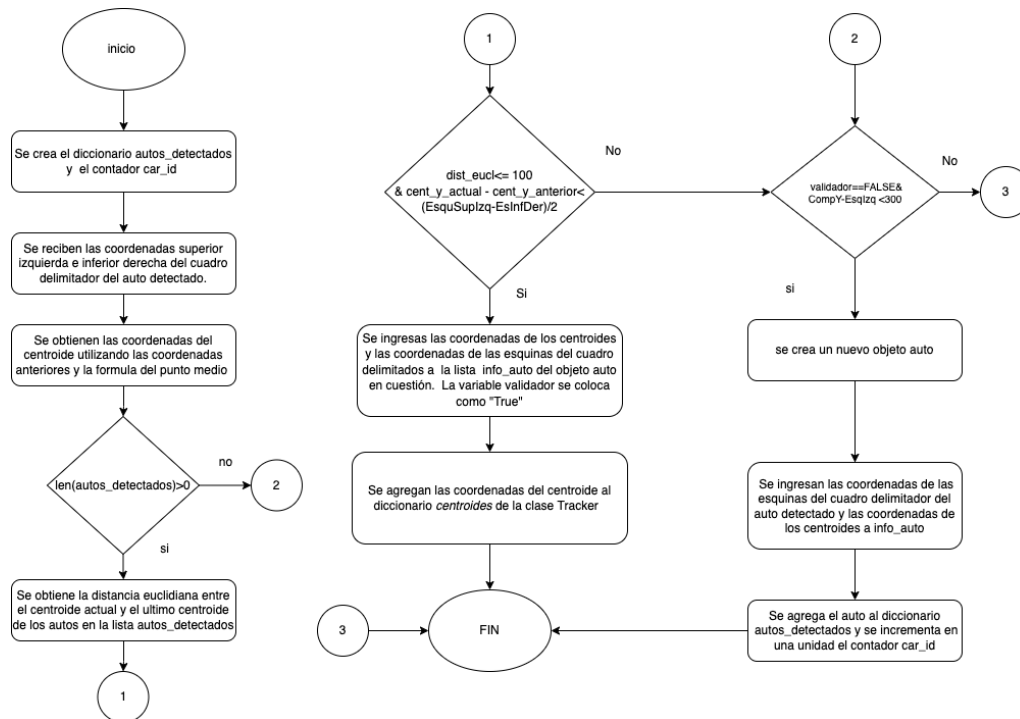 inicio
Se crea el diccionario autos_detectados
y el contador car_id
Se reciben las coordenadas superior
izquierda e inferior derecha del cuadro
delimitador del auto detectado.
Se obtienen las coordenadas del
centroide utilizando las coordenadas
anteriores y la formula del punto medio
len(autos_detectados)>0
no
2
si
Se obtiene la distancia euclidiana entre
el centroide actual y el ultimo centroide
de los autos en la lista autos_detectados
1
1
dist_eucl<= 100
& cent_y_actual - cent_y_anterior<
(EsquSupIzq-EsInfDer)/2
No
Si
Se ingresas las coordenadas de los centroides
y las coordenadas de las esquinas del cuadro
delimitados a la lista info_auto del objeto auto
en cuestión. La variable validador se coloca
como "True"
Se agregan las coordenadas del centroide al
diccionario centroides de la clase Tracker
3
FIN
2
validador==FALSE&
CompY-EsqIzq <300
No
3
si
se crea un nuevo objeto auto
Se ingresan las coordenadas de las
esquinas del cuadro delimitador del
auto detectado y las coordenadas de
los centroides a info_auto
Se agrega el auto al diccionario
autos_detectados y se incrementa en
una unidad el contador car_id